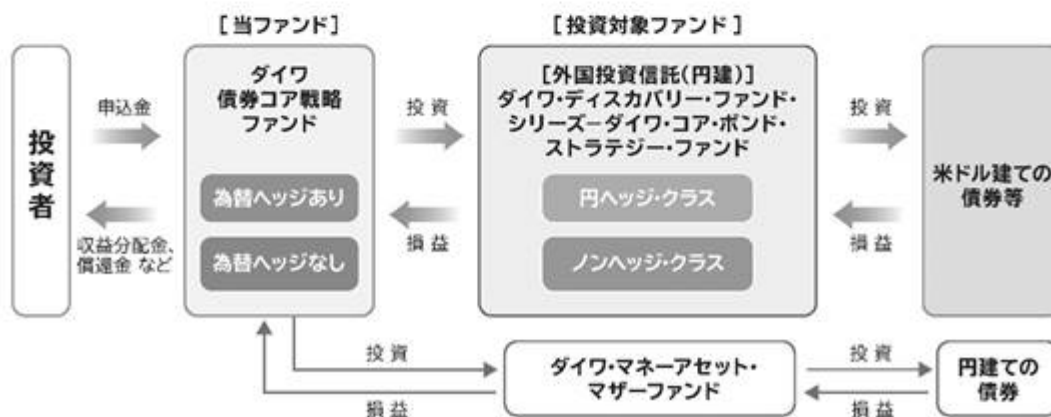 [当ファンド]
[投資対象ファンド]
投資者
申込金
収益分配金、
償還金 など
ダイワ
債券コア戦略
ファンド
為替ヘッジあり
為替ヘッジなし
投 資
損 益
[外国投資信託(円建)]
ダイワ・ディスカバリー・ファンド・
シリーズ−ダイワ・コア・ボンド・
ストラテジー・ファンド
円ヘッジ・クラス
ノンヘッジ・クラス
投 資
損 益
米ドル建ての
債券等
投 資
損 益
ダイワ・マネーアセット・
マザーファンド
投 資
損 益
円建ての
債券